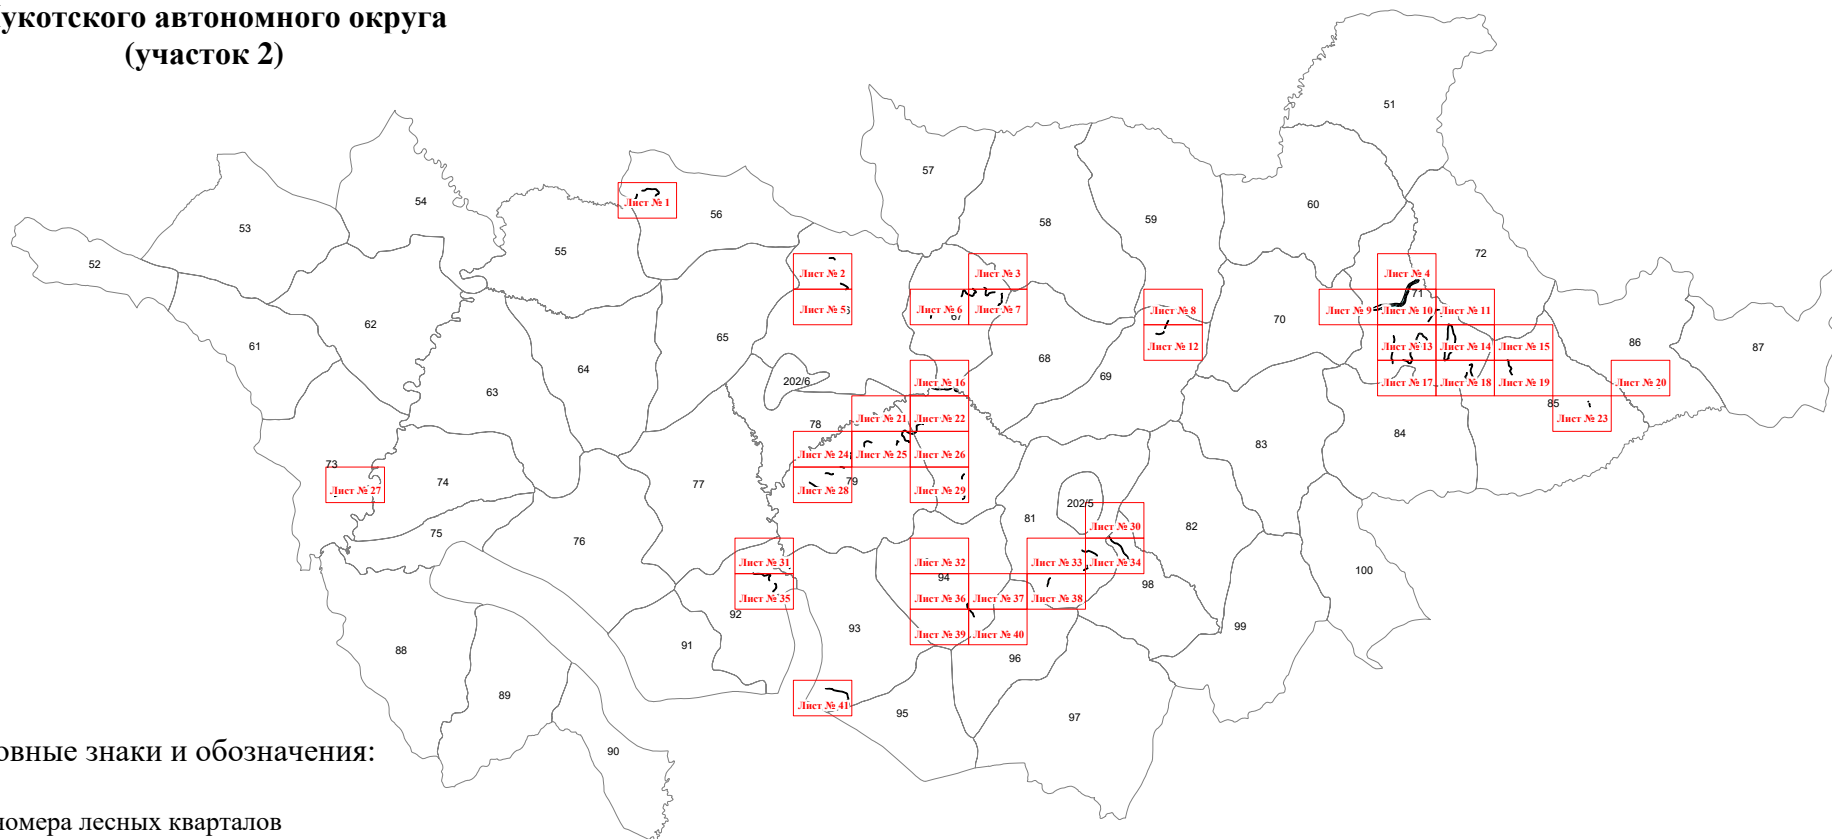 укотского автономного округа
(участок 2)
51
57
54
56
53
58
59
60
55
72
52
Лист № 1
Лист № 2
Лист № 3
Лист № 4
71
Лист № 5
Лист № 6
67
Лист № 7
Лист № 8
70
Лист № 9
Лист № 10
Лист № 11
62
65
61
Лист № 12
Лист № 13
Лист № 14
Лист № 15
86
87
64
68
69
63
202/6
Лист № 16
Лист № 17
Лист № 18
Лист № 19
Лист № 20
85
78
Лист № 21
Лист № 22
Лист № 23
84
83
73
74
77
Лист № 24
Лист № 25
Лист № 26
79
Лист № 27
Лист № 28
Лист № 29
202/5
81
82
Лист № 30
75
76
Лист № 31
Лист № 32
Лист № 33
Лист № 34
100
94
98
Лист № 35
Лист № 36
Лист № 37
Лист № 38
92
93
99
Лист № 39
Лист № 40
88
91
96
89
Лист № 41
95
97
90
овные знаки и обозначения:
номера лесных кварталов